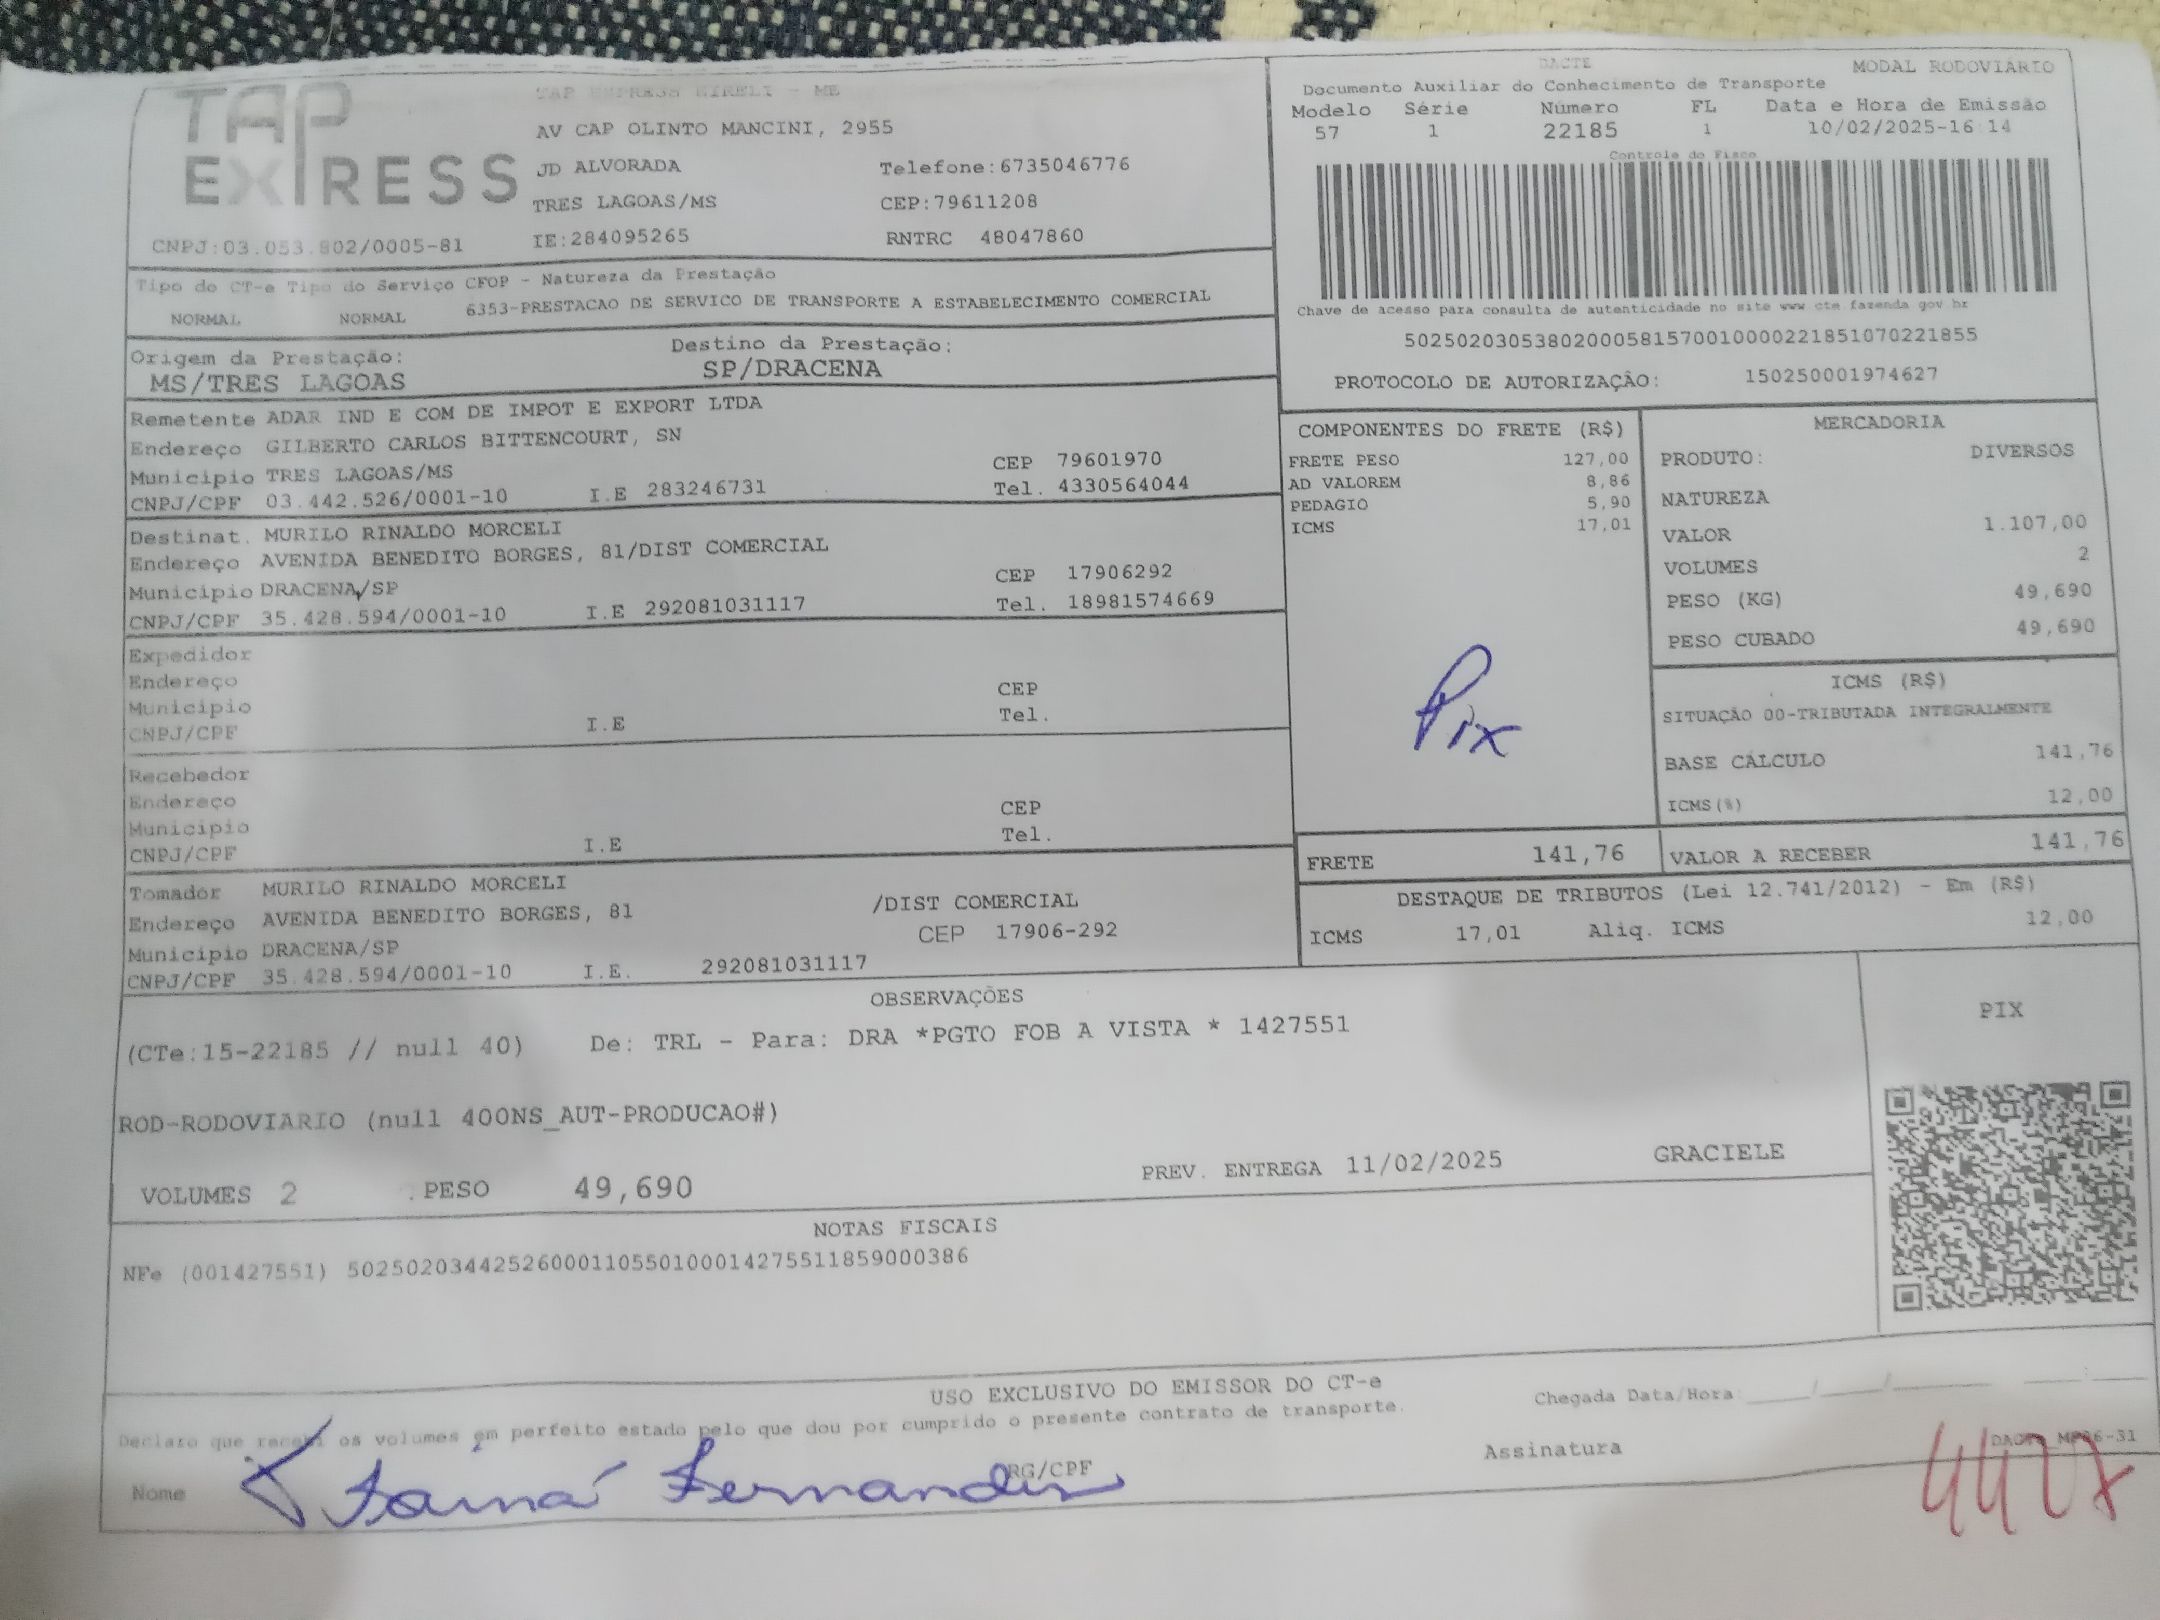 TAP EXPRESS
TAP EXPRESS EIRELI - ME
AV CAP OLINTO MANCINI, 2955
JD ALVORADA Telefone:6735046776
TRES LAGOAS/MS CEP:79611208
CNPJ:03.053.802/0005-81 IE:284095265 RNTRC 48047860
DACTE MODAL RODOVIÁRIO
Documento Auxiliar do Conhecimento de Transporte
Modelo Série Número FL Data e Hora de Emissão
57 1 22185 1 10/02/2025-16:14
Controle do Fisco
Chave de acesso para consulta de autenticidade no site www.cte.fazenda.gov.br
50250203053802000581570010000221851070221855
PROTOCOLO DE AUTORIZAÇÃO: 150250001974627
Tipo do CT-e Tipo do Serviço CFOP - Natureza da Prestação
NORMAL NORMAL 6353-PRESTACAO DE SERVICO DE TRANSPORTE A ESTABELECIMENTO COMERCIAL
Origem da Prestação: Destino da Prestação:
MS/TRES LAGOAS SP/DRACENA
Remetente ADAR IND E COM DE IMPOT E EXPORT LTDA
Endereço GILBERTO CARLOS BITTENCOURT, SN
Município TRES LAGOAS/MS CEP 79601970
CNPJ/CPF 03.442.526/0001-10 I.E 283246731 Tel. 4330564044
Destinat. MURILO RINALDO MORCELI
Endereço AVENIDA BENEDITO BORGES, 81/DIST COMERCIAL
Município DRACENA/SP CEP 17906292
CNPJ/CPF 35.428.594/0001-10 I.E 292081031117 Tel. 18981574669
Expedidor
Endereço CEP
Município Tel.
CNPJ/CPF I.E
Recebedor
Endereço CEP
Município Tel.
CNPJ/CPF I.E
Tomador MURILO RINALDO MORCELI
Endereço AVENIDA BENEDITO BORGES, 81 /DIST COMERCIAL
Município DRACENA/SP CEP 17906-292
CNPJ/CPF 35.428.594/0001-10 I.E. 292081031117
COMPONENTES DO FRETE (R$)
FRETE PESO 127,00
AD VALOREM 8,86
PEDAGIO 5,90
ICMS 17,01
Pix
MERCADORIA
PRODUTO: DIVERSOS
NATUREZA
VALOR 1.107,00
VOLUMES 2
PESO (KG) 49,690
PESO CUBADO 49,690
ICMS (R$)
SITUAÇÃO 00-TRIBUTADA INTEGRALMENTE
BASE CÁLCULO 141,76
ICMS(%) 12,00
FRETE 141,76 VALOR A RECEBER 141,76
DESTAQUE DE TRIBUTOS (Lei 12.741/2012) - Em (R$)
ICMS 17,01 Aliq. ICMS 12,00
OBSERVAÇÕES
(CTe:15-22185 // null 40) De: TRL - Para: DRA *PGTO FOB A VISTA * 1427551
ROD-RODOVIARIO (null 400NS_AUT-PRODUCAO#)
VOLUMES 2 PESO 49,690 PREV. ENTREGA 11/02/2025 GRACIELE
PIX
NOTAS FISCAIS
NFe (001427551) 50250203442526000110550100014275511859000386
USO EXCLUSIVO DO EMISSOR DO CT-e
Declaro que recebi os volumes em perfeito estado pelo que dou por cumprido o presente contrato de transporte.
Chegada Data/Hora:
Nome Tainá Fernandes RG/CPF Assinatura